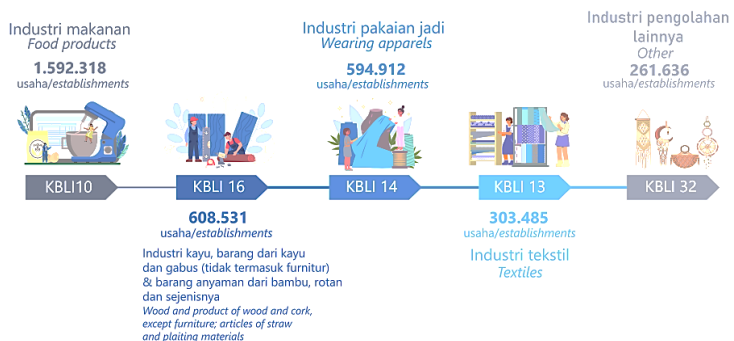 Industri makanan
Food products
1.592.318
usaha/establishments
KBLI10
KBLI 16
608.531
usaha/establishments
Industri kayu, barang dari kayu
dan gabus (tidak termasuk furnitur)
& barang anyaman dari bambu, rotan
dan sejenisnya
Wood and product of wood and cork,
except furniture; articles of straw
and plaiting materials
Industri pakaian jadi
Wearing apparels
594.912
usaha/establishments
KBLI 14
KBLI 13
303.485
usaha/establishments
Industri tekstil
Textiles
Industri pengolahan
lainnya
Other
261.636
usaha/establishments
KBLI 32